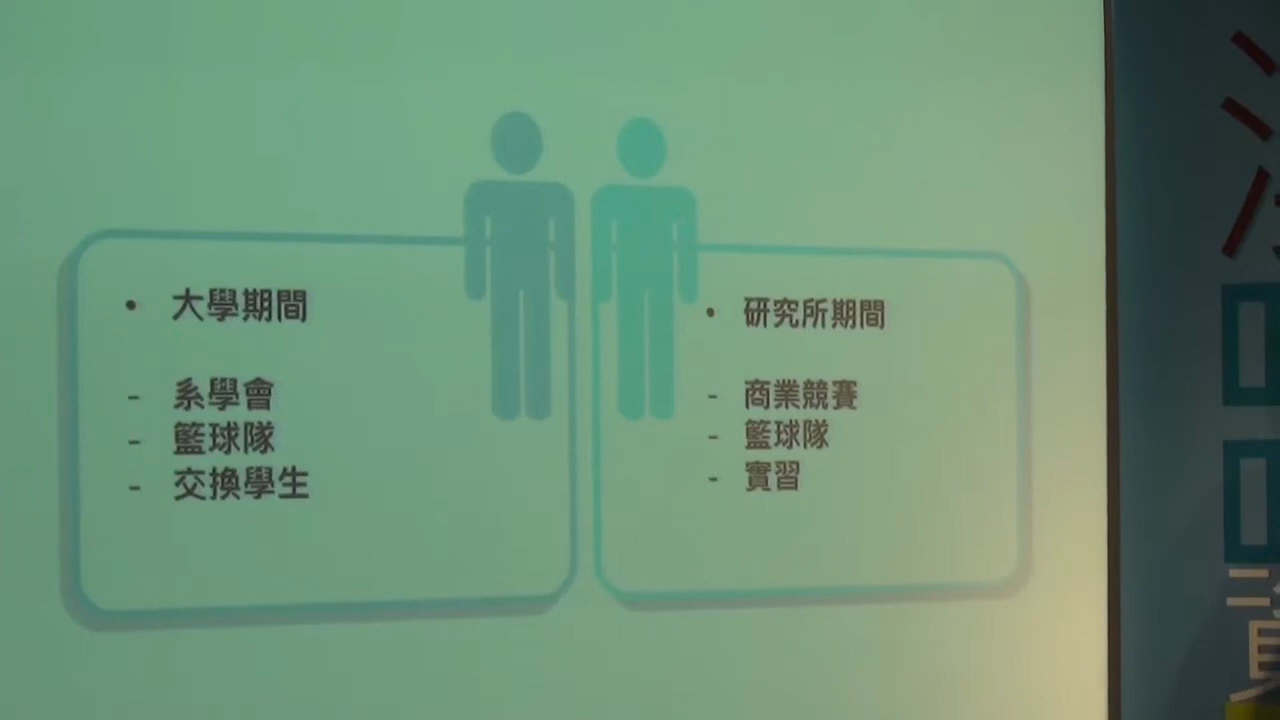 • 大學期間
- 系學會
- 籃球隊
- 交換學生
• 研究所期間
- 商業競賽
- 籃球隊
- 實習